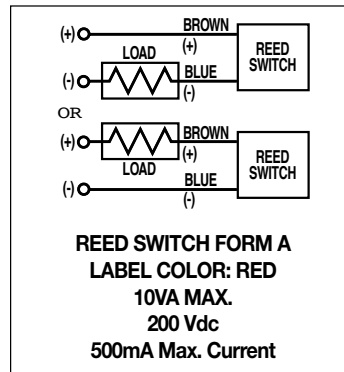 (+) BROWN
(+)
LOAD
REED
SWITCH
(-) BLUE
(-)
OR
(+) BROWN
(+)
LOAD
REED
SWITCH
(-) BLUE
(-)
REED SWITCH FORM A
LABEL COLOR: RED
10VA MAX.
200 Vdc
500mA Max. Current